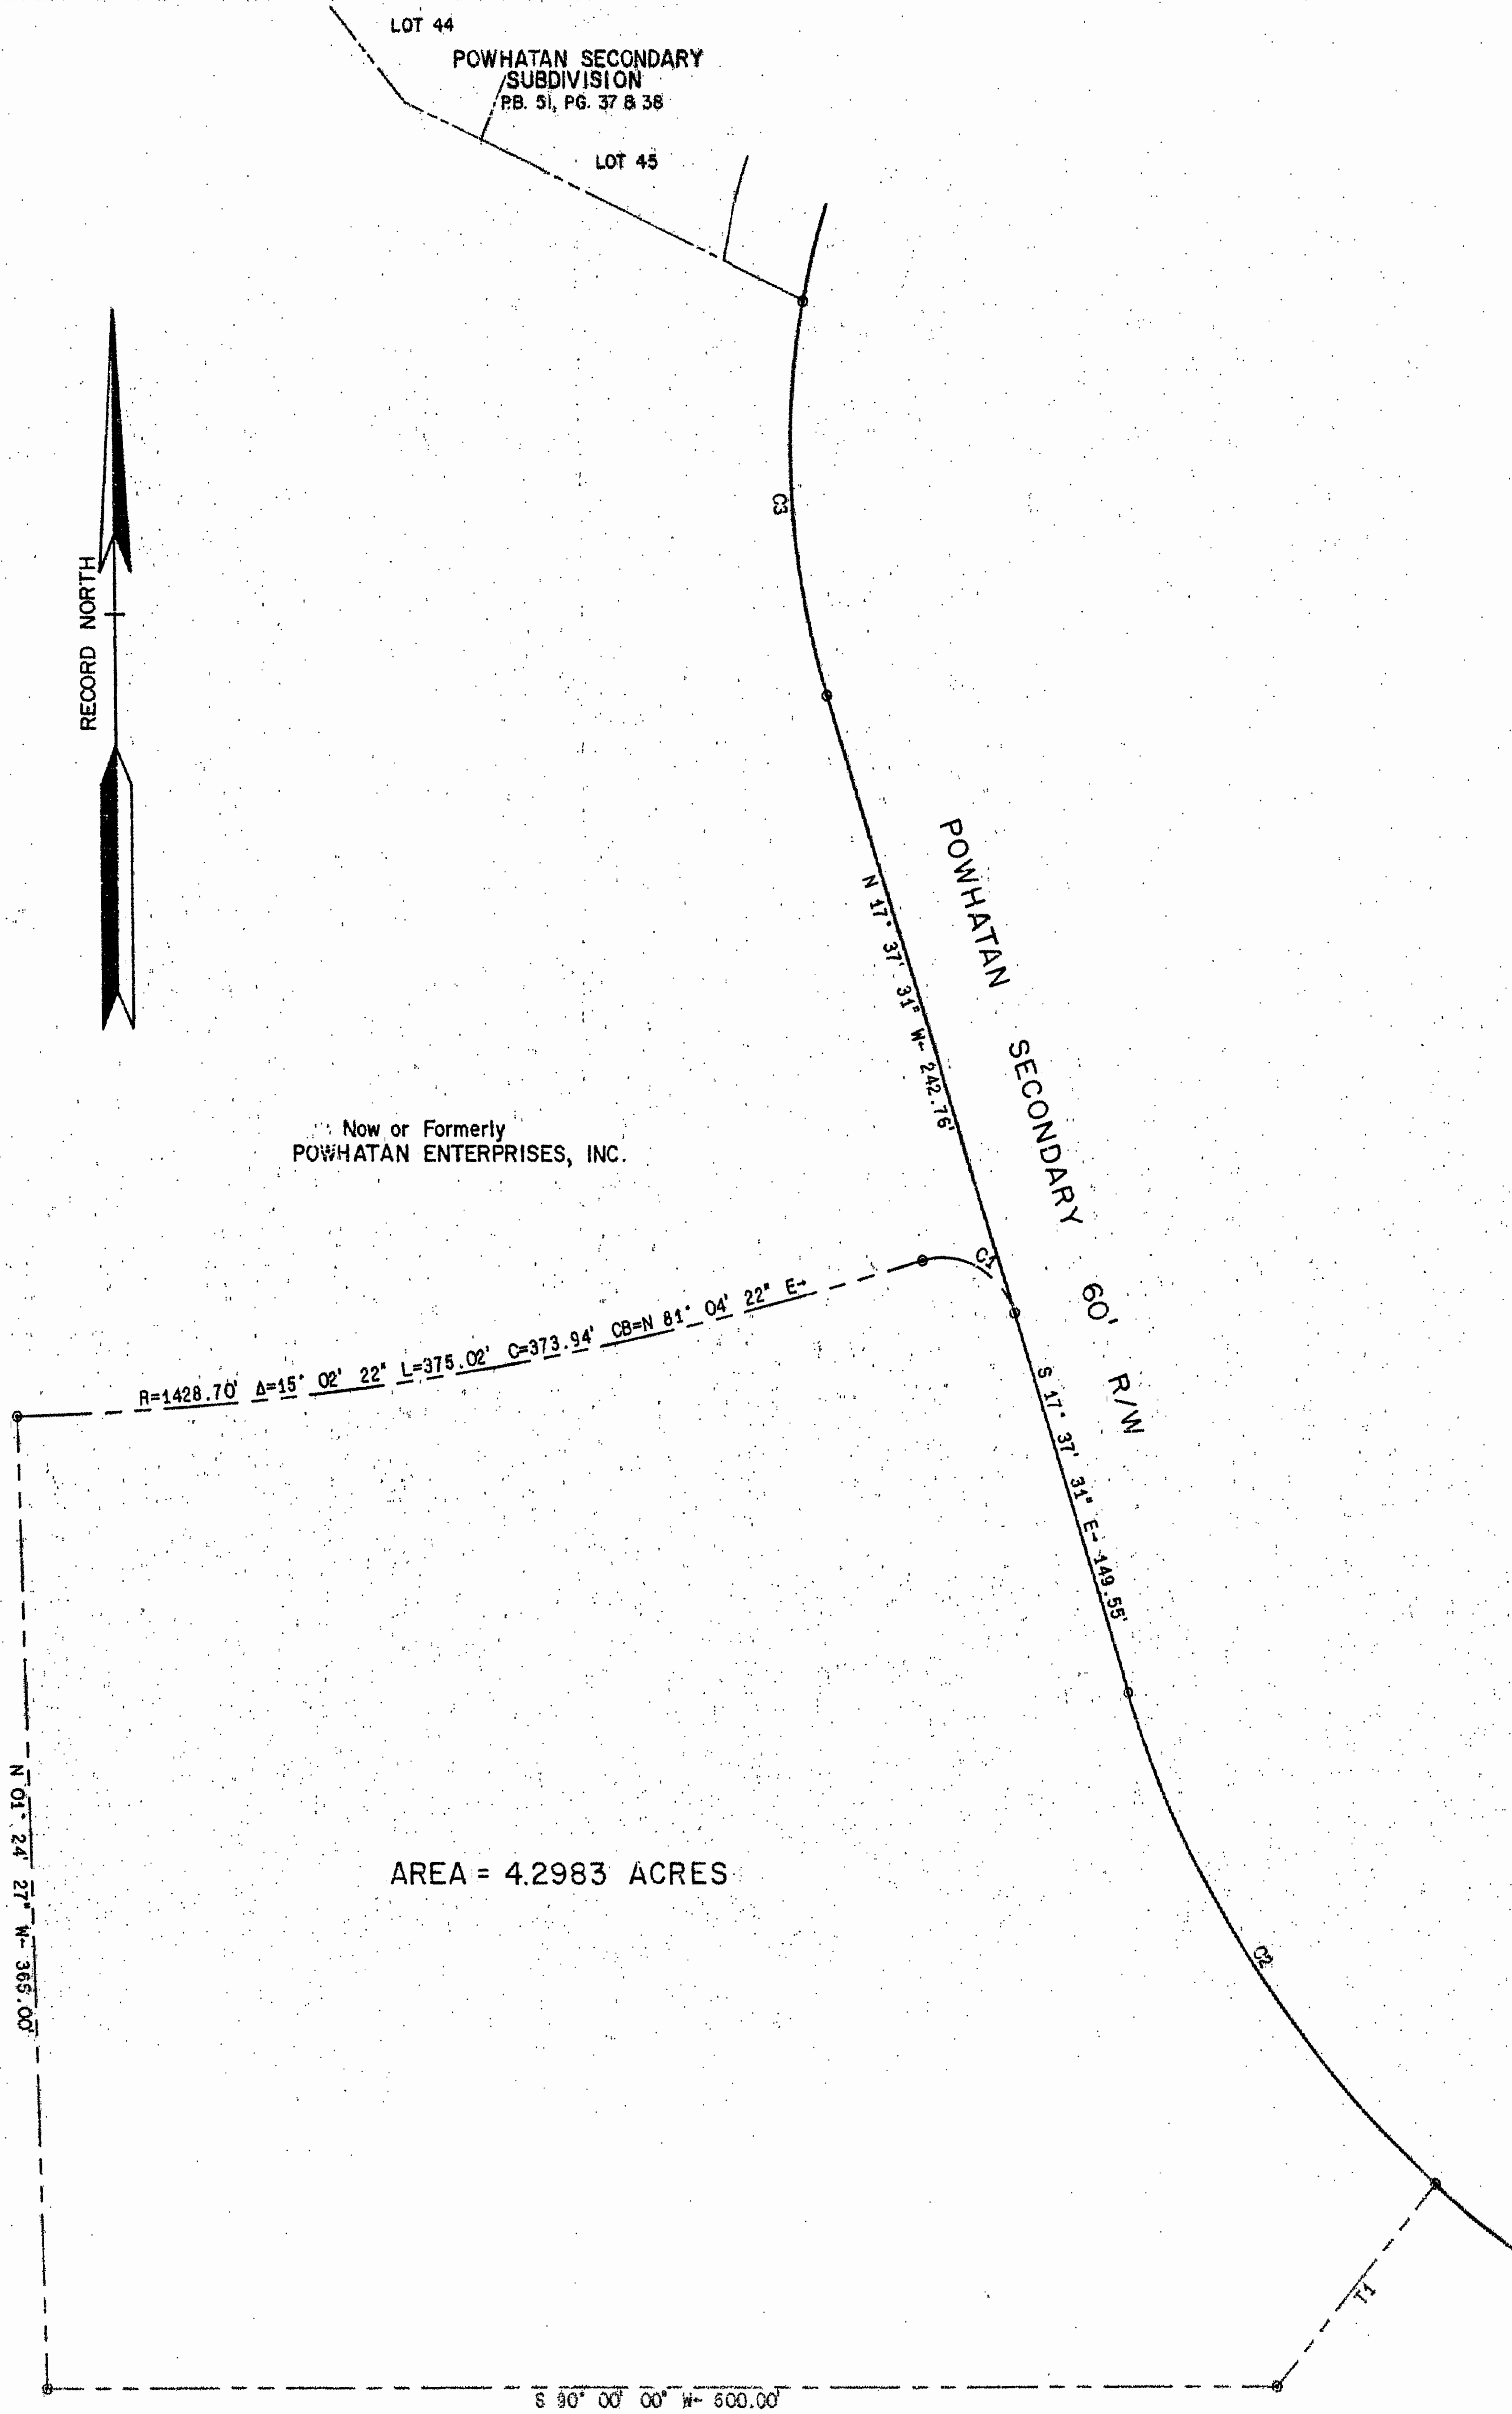 LOT 44
POWHATAN SECONDARY
SUBDIVISION
P.B. 51, PG. 37 & 38
LOT 45
RECORD NORTH
C3
N 17° 37' 31" W- 242.76'
POWHATAN SECONDARY 60' R/W
Now or Formerly
POWHATAN ENTERPRISES, INC.
C1
R=1428.70' Δ=15° 02' 22" L=375.02' C=373.94' CB=N 81° 04' 22" E-
S 17° 37' 31" E- 149.55'
N 01° 24' 27" W- 365.00'
AREA = 4.2983 ACRES
C2
T1
S 90° 00' 00" W- 500.00'